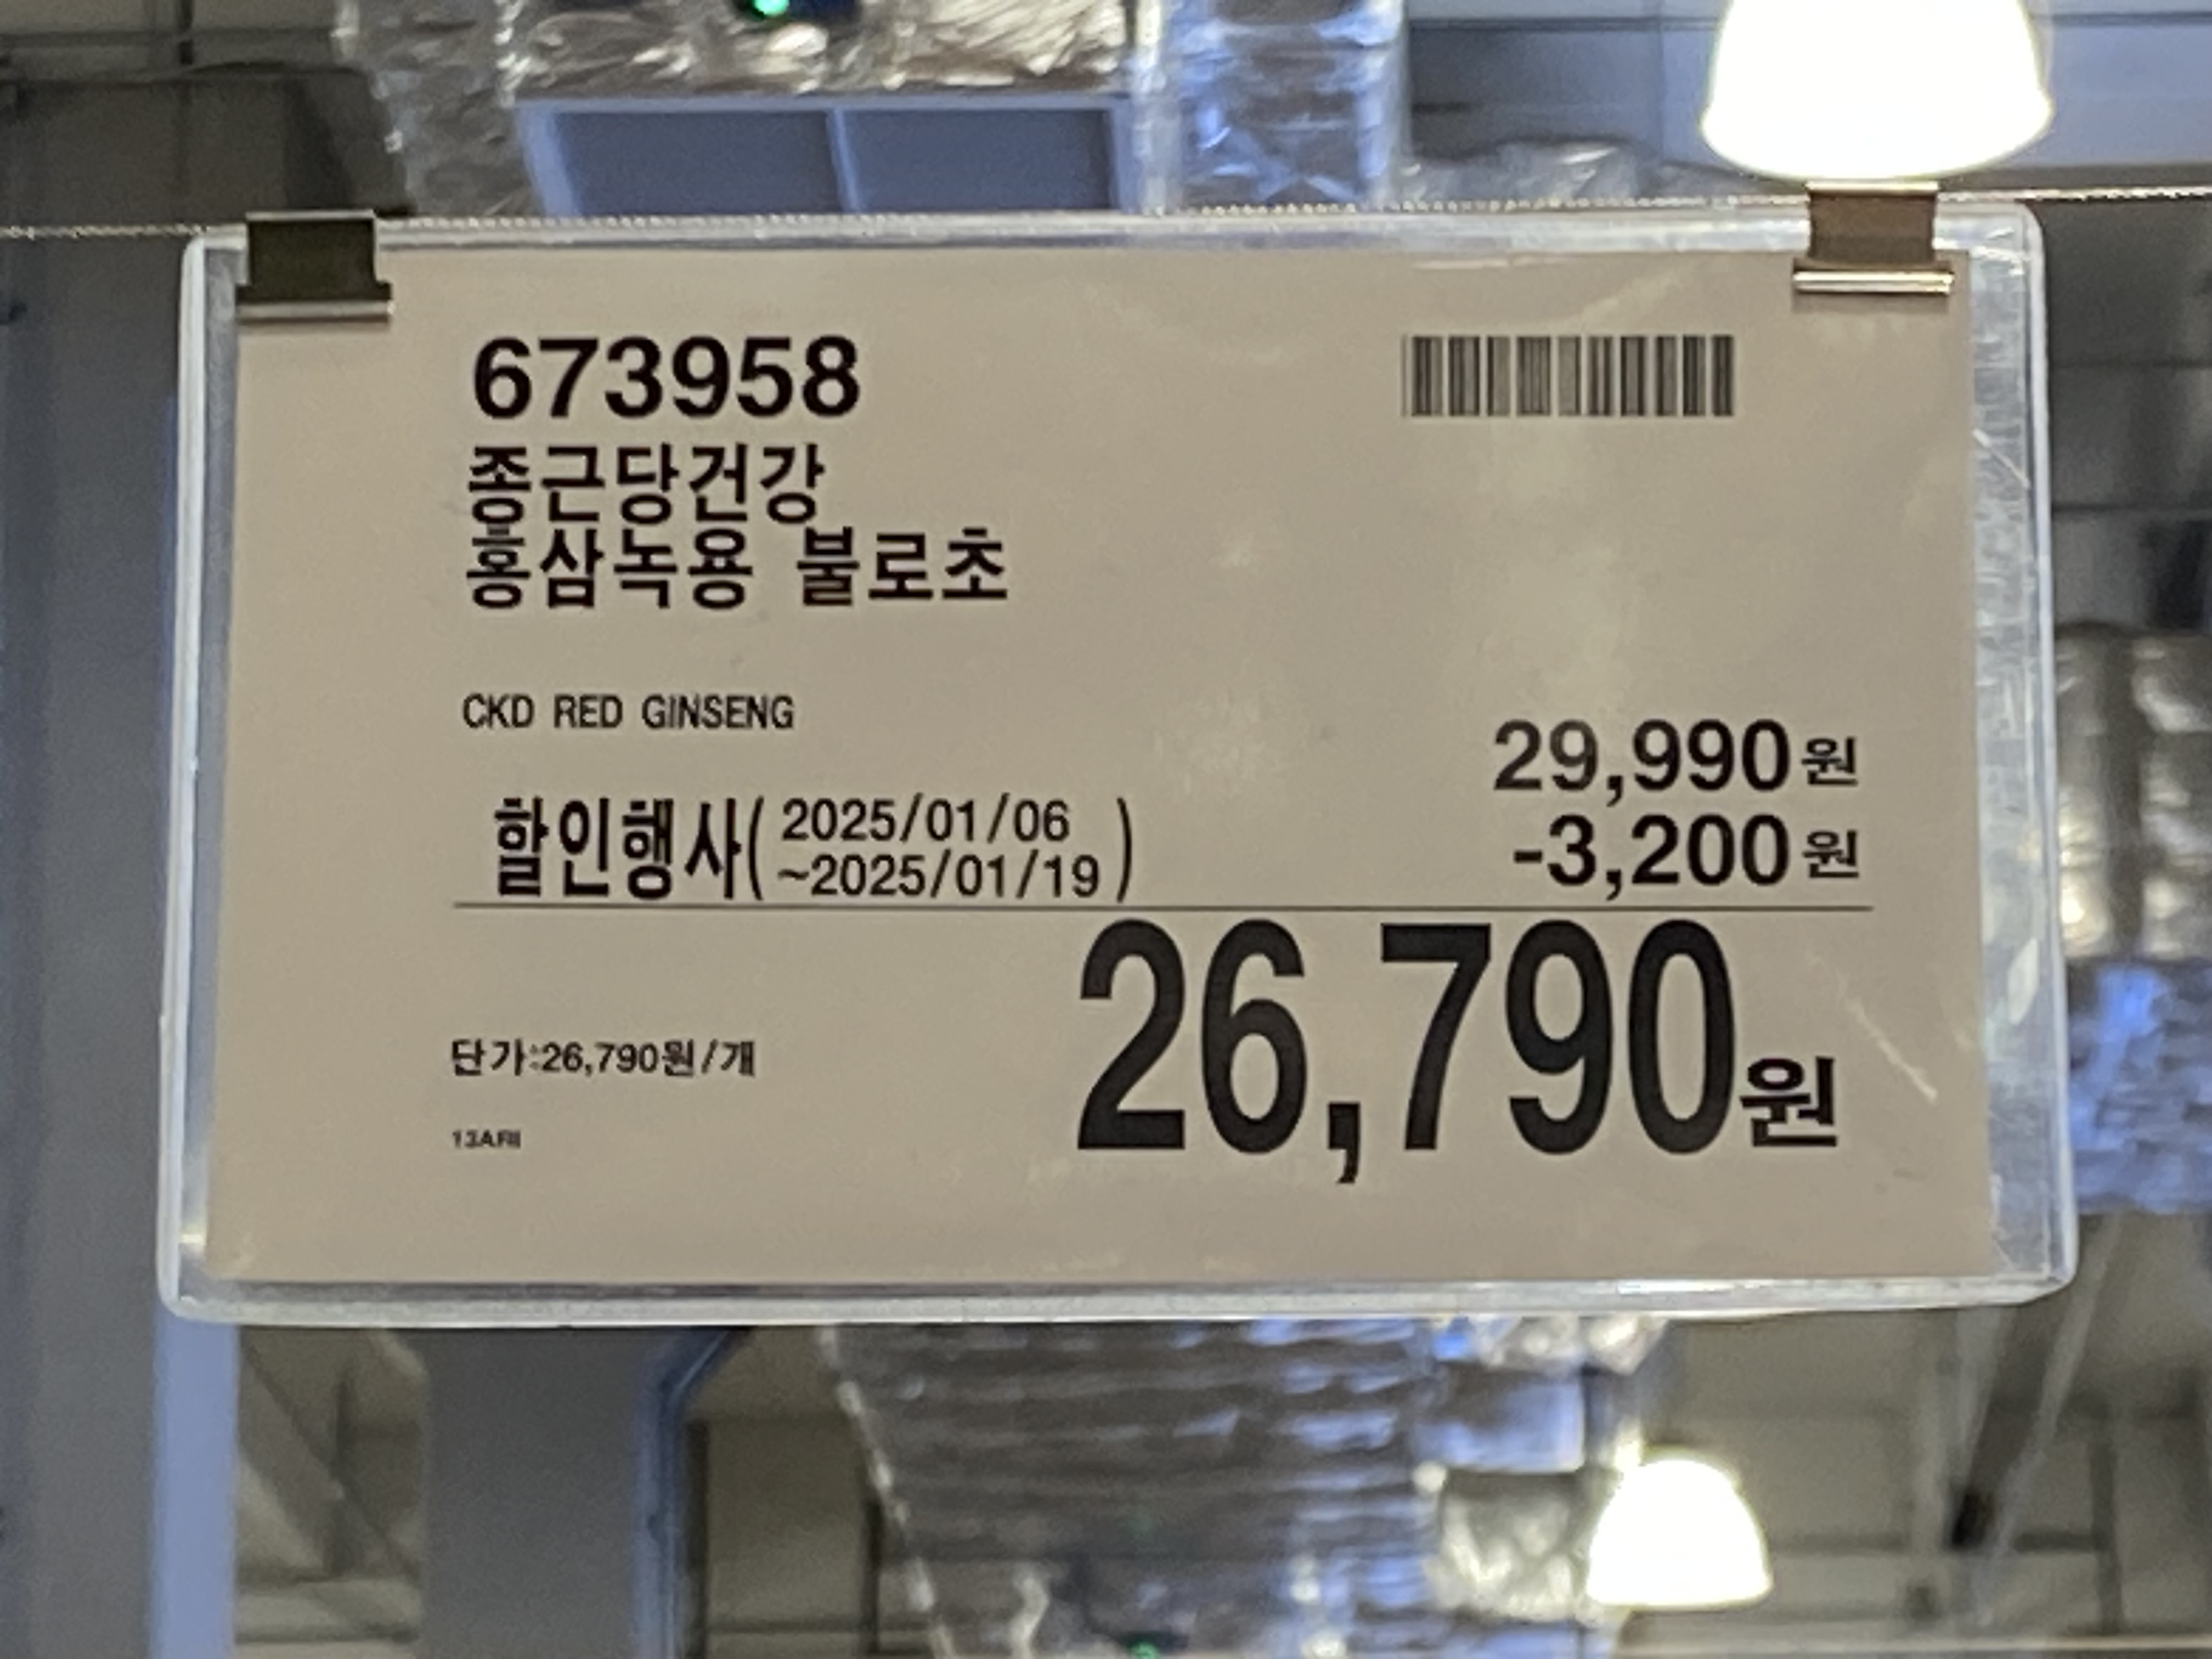 673958
종근당건강
홍삼녹용 불로초
CKD RED GINSENG
29,990원
할인행사( 2025/01/06
~2025/01/19 )
-3,200원
26,790원
단가:26,790원/개